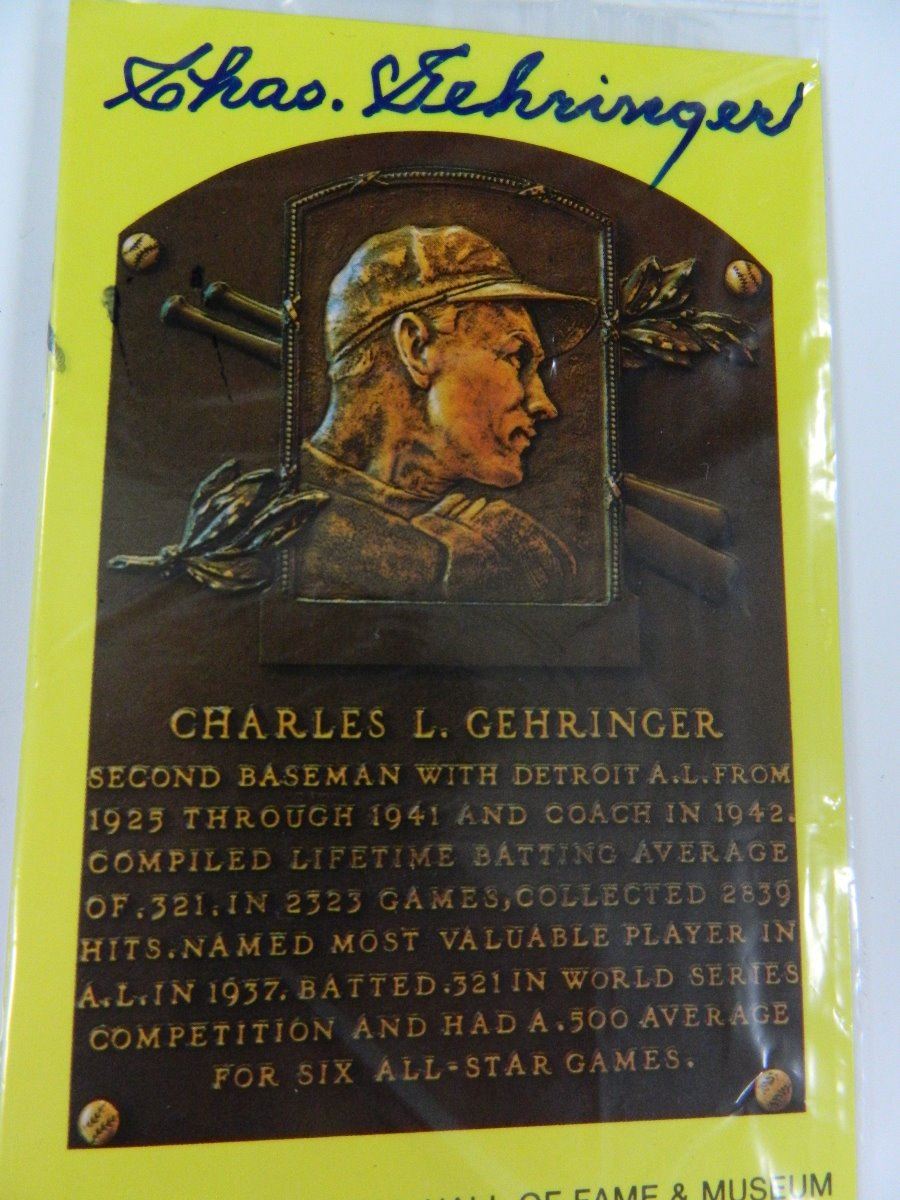 Chas. Gehringer
CHARLES L. GEHRINGER
SECOND BASEMAN WITH DETROIT A.L. FROM
1925 THROUGH 1941 AND COACH IN 1942.
COMPILED LIFETIME BATTING AVERAGE
OF .321. IN 2323 GAMES, COLLECTED 2839
HITS. NAMED MOST VALUABLE PLAYER IN
A.L. IN 1937. BATTED .321 IN WORLD SERIES
COMPETITION AND HAD A .500 AVERAGE
FOR SIX ALL-STAR GAMES.
HALL OF FAME & MUSEUM